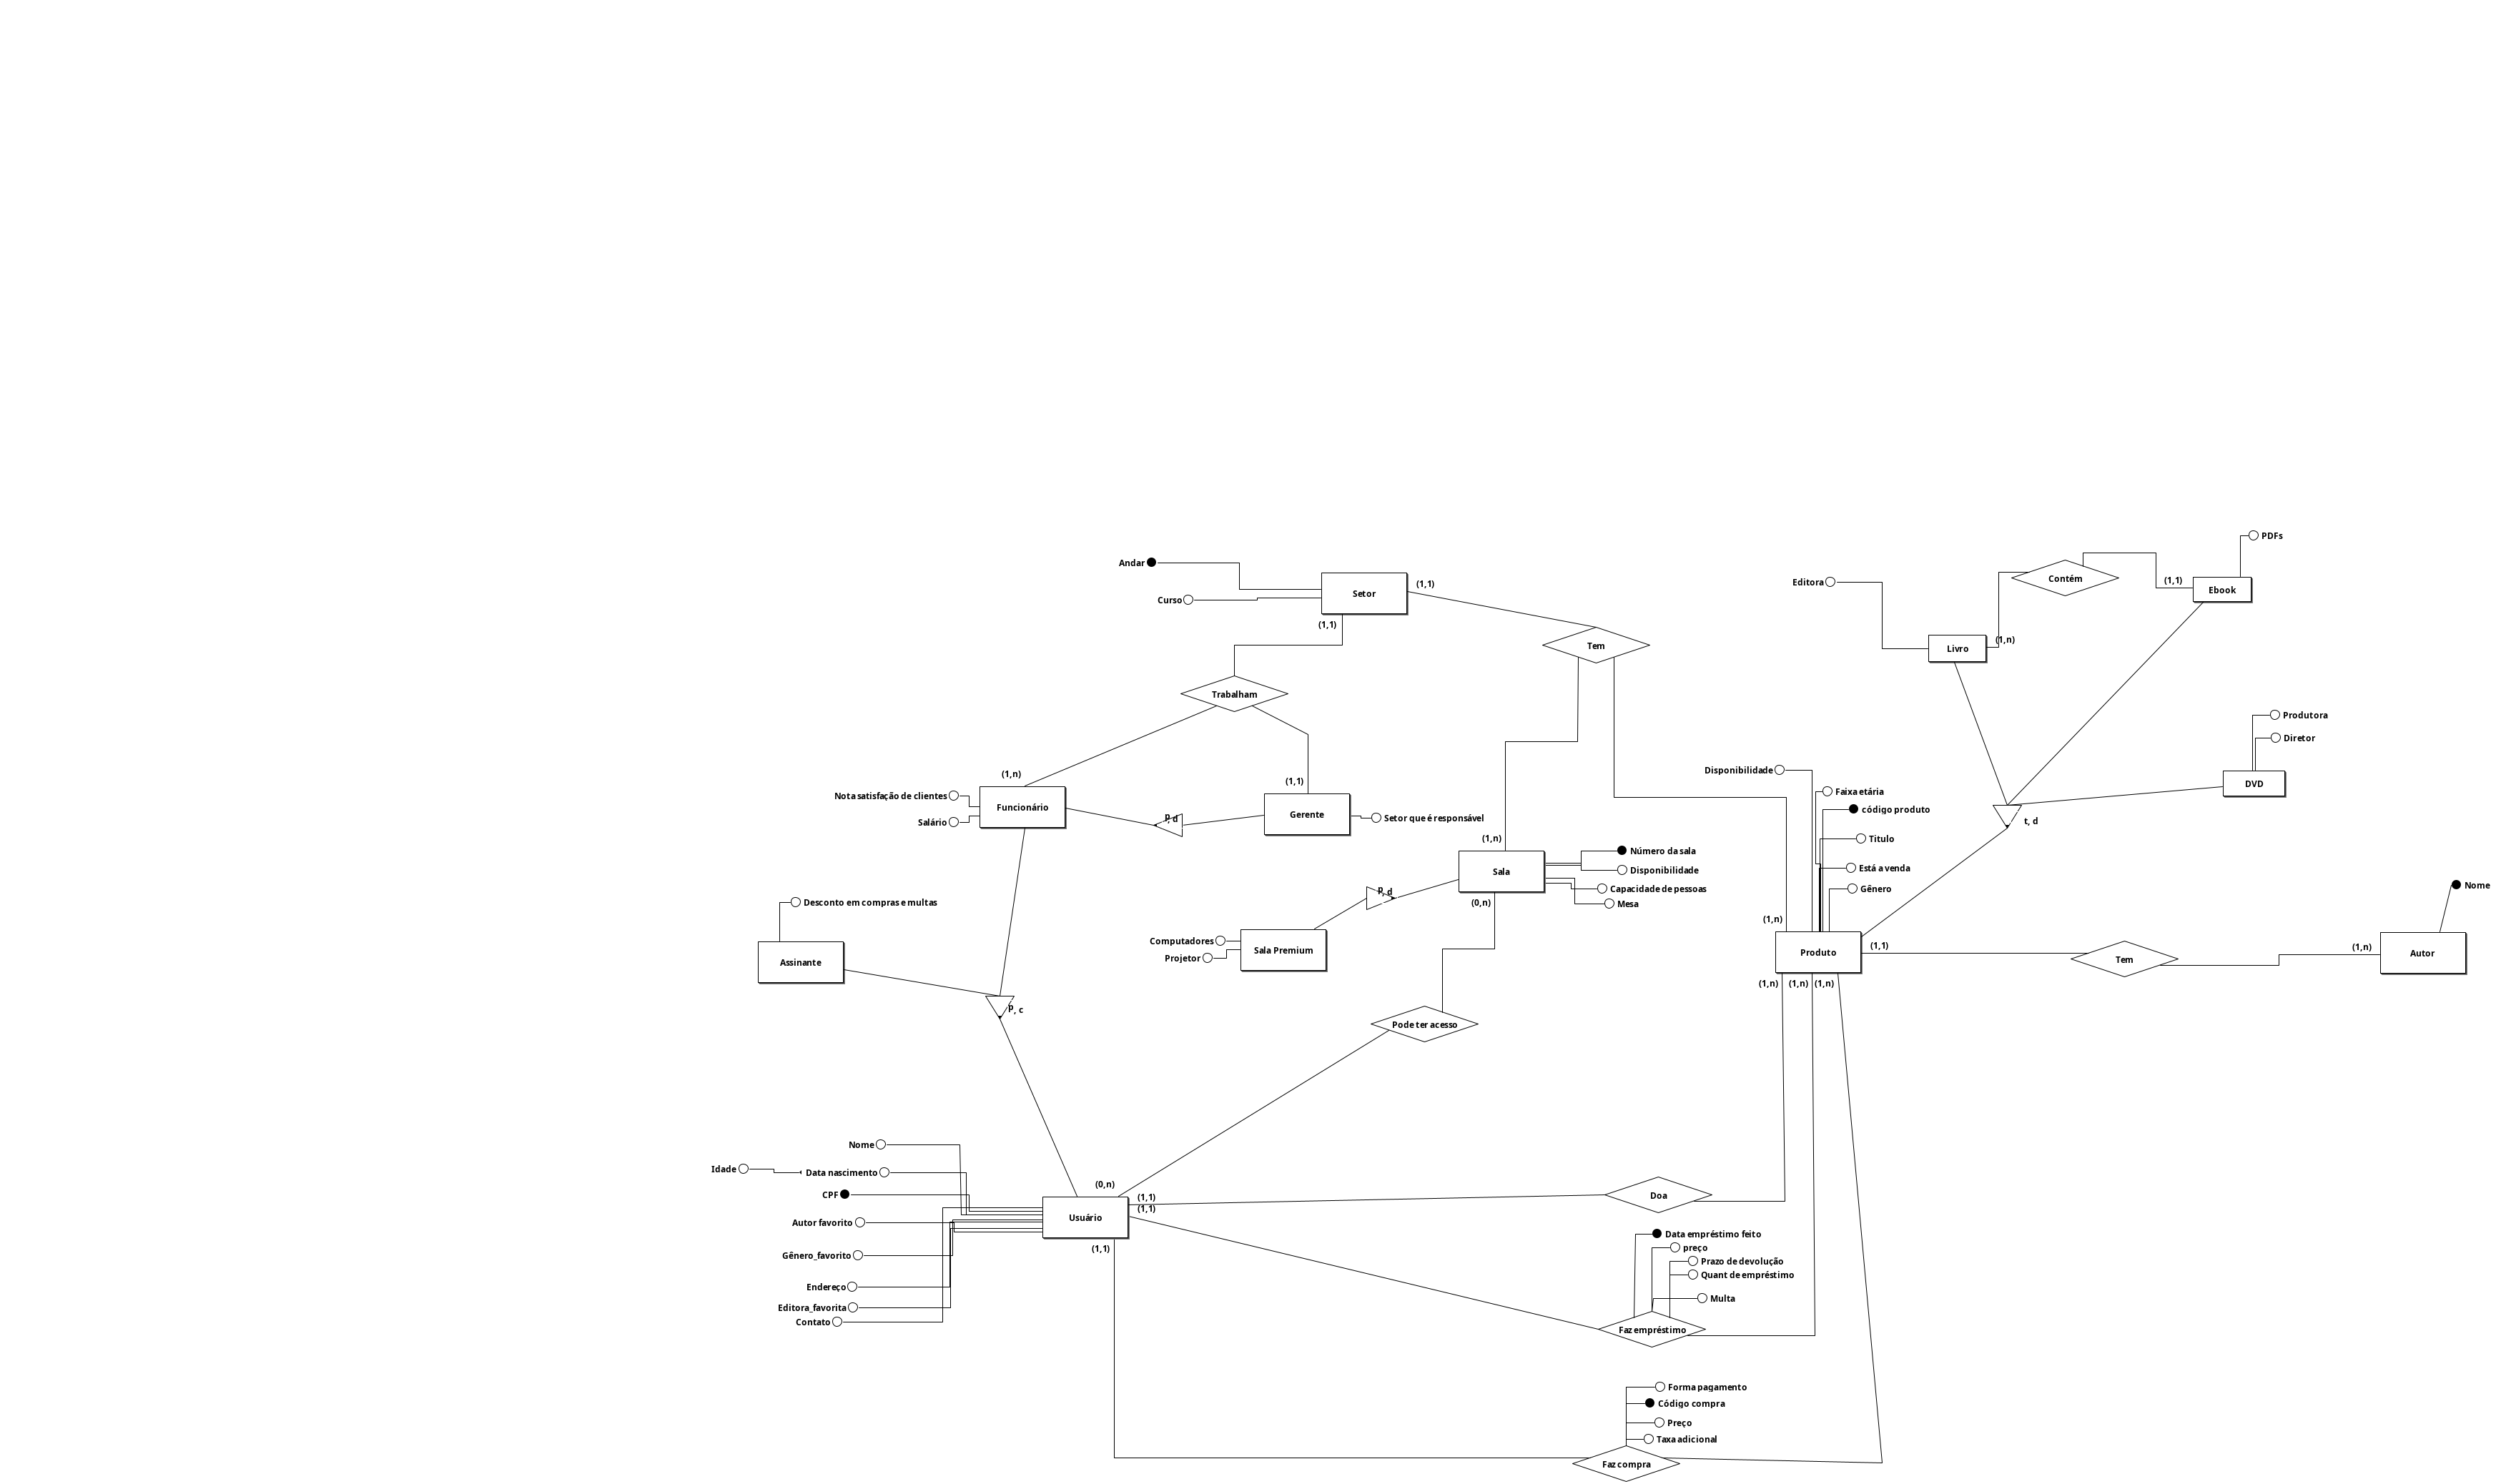 PDFs
Andar
Contém
Editora
(1,1)
(1,1)
Ebook
Setor
Curso
(1,1)
(1,n)
Tem
Livro
Trabalham
Produtora
Diretor
Disponibilidade
(1,n)
(1,1)
DVD
Nota satisfação de clientes
Faixa etária
Funcionário
código produto
Gerente
Salário
p, d
Setor que é responsável
t, d
(1,n)
Titulo
Número da sala
Está a venda
Sala
Disponibilidade
Nome
Capacidade de pessoas
Gênero
p, d
Desconto em compras e multas
(0,n)
Mesa
(1,n)
Computadores
(1,1)
(1,n)
Sala Premium
Produto
Autor
Projetor
Tem
Assinante
(1,n)
(1,n)
(1,n)
p, c
Pode ter acesso
Nome
Idade
Data nascimento
(0,n)
CPF
(1,1)
Doa
(1,1)
Usuário
Autor favorito
Data empréstimo feito
(1,1)
preço
Gênero_favorito
Prazo de devolução
Quant de empréstimo
Endereço
Multa
Editora_favorita
Contato
Faz empréstimo
Forma pagamento
Código compra
Preço
Taxa adicional
Faz compra